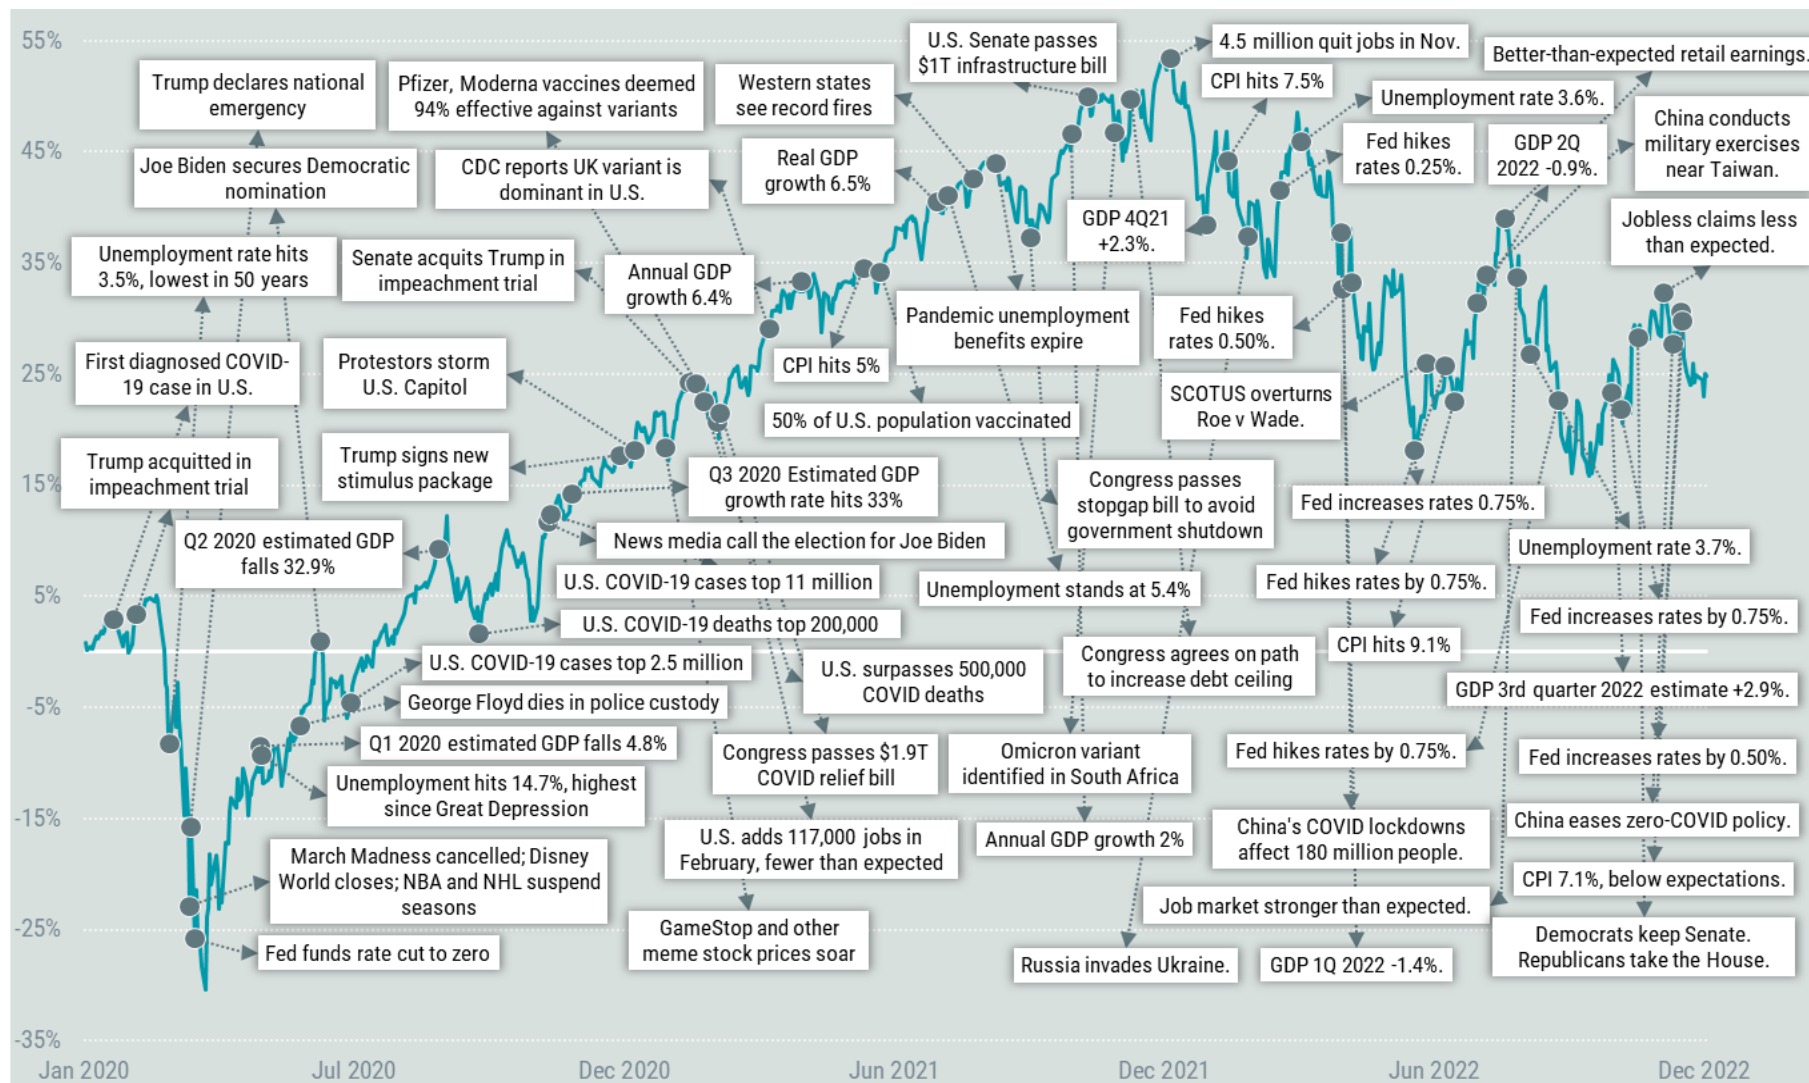 55%
45%
35%
25%
15%
5%
-5%
-15%
-25%
-35%
Jan 2020
Jul 2020
Dec 2020
Jun 2021
Dec 2021
Jun 2022
Dec 2022
Trump declares national
emergency
Joe Biden secures Democratic
nomination
Unemployment rate hits
3.5%, lowest in 50 years
First diagnosed COVID-
19 case in U.S.
Trump acquitted in
impeachment trial
Q2 2020 estimated GDP
falls 32.9%
Pfizer, Moderna vaccines deemed
94% effective against variants
CDC reports UK variant is
dominant in U.S.
Senate acquits Trump in
impeachment trial
Annual GDP
growth 6.4%
Protestors storm
U.S. Capitol
Trump signs new
stimulus package
Q3 2020 Estimated GDP
growth rate hits 33%
News media call the election for Joe Biden
U.S. COVID-19 cases top 11 million
U.S. COVID-19 deaths top 200,000
U.S. COVID-19 cases top 2.5 million
George Floyd dies in police custody
Q1 2020 estimated GDP falls 4.8%
Unemployment hits 14.7%, highest
since Great Depression
March Madness cancelled; Disney
World closes; NBA and NHL suspend
seasons
Fed funds rate cut to zero
U.S. surpasses 500,000
COVID deaths
Congress passes $1.9T
COVID relief bill
U.S. adds 117,000 jobs in
February, fewer than expected
GameStop and other
meme stock prices soar
Western states
see record fires
Real GDP
growth 6.5%
U.S. Senate passes
$1T infrastructure bill
CPI hits 5%
50% of U.S. population vaccinated
Pandemic unemployment
benefits expire
Congress passes
stopgap bill to avoid
government shutdown
Unemployment stands at 5.4%
Congress agrees on path
to increase debt ceiling
Omicron variant
identified in South Africa
Annual GDP growth 2%
Russia invades Ukraine.
4.5 million quit jobs in Nov.
CPI hits 7.5%
GDP 4Q21
+2.3%.
Unemployment rate 3.6%.
Fed hikes
rates 0.25%.
Fed hikes
rates 0.50%.
SCOTUS overturns
Roe v Wade.
Better-than-expected retail earnings.
GDP 2Q
2022 -0.9%.
China conducts
military exercises
near Taiwan.
Jobless claims less
than expected.
Fed increases rates 0.75%.
Fed hikes rates by 0.75%.
CPI hits 9.1%
Fed hikes rates by 0.75%.
China's COVID lockdowns
affect 180 million people.
Job market stronger than expected.
GDP 1Q 2022 -1.4%.
Unemployment rate 3.7%.
Fed increases rates by 0.75%.
GDP 3rd quarter 2022 estimate +2.9%.
Fed increases rates by 0.50%.
China eases zero-COVID policy.
CPI 7.1%, below expectations.
Democrats keep Senate.
Republicans take the House.